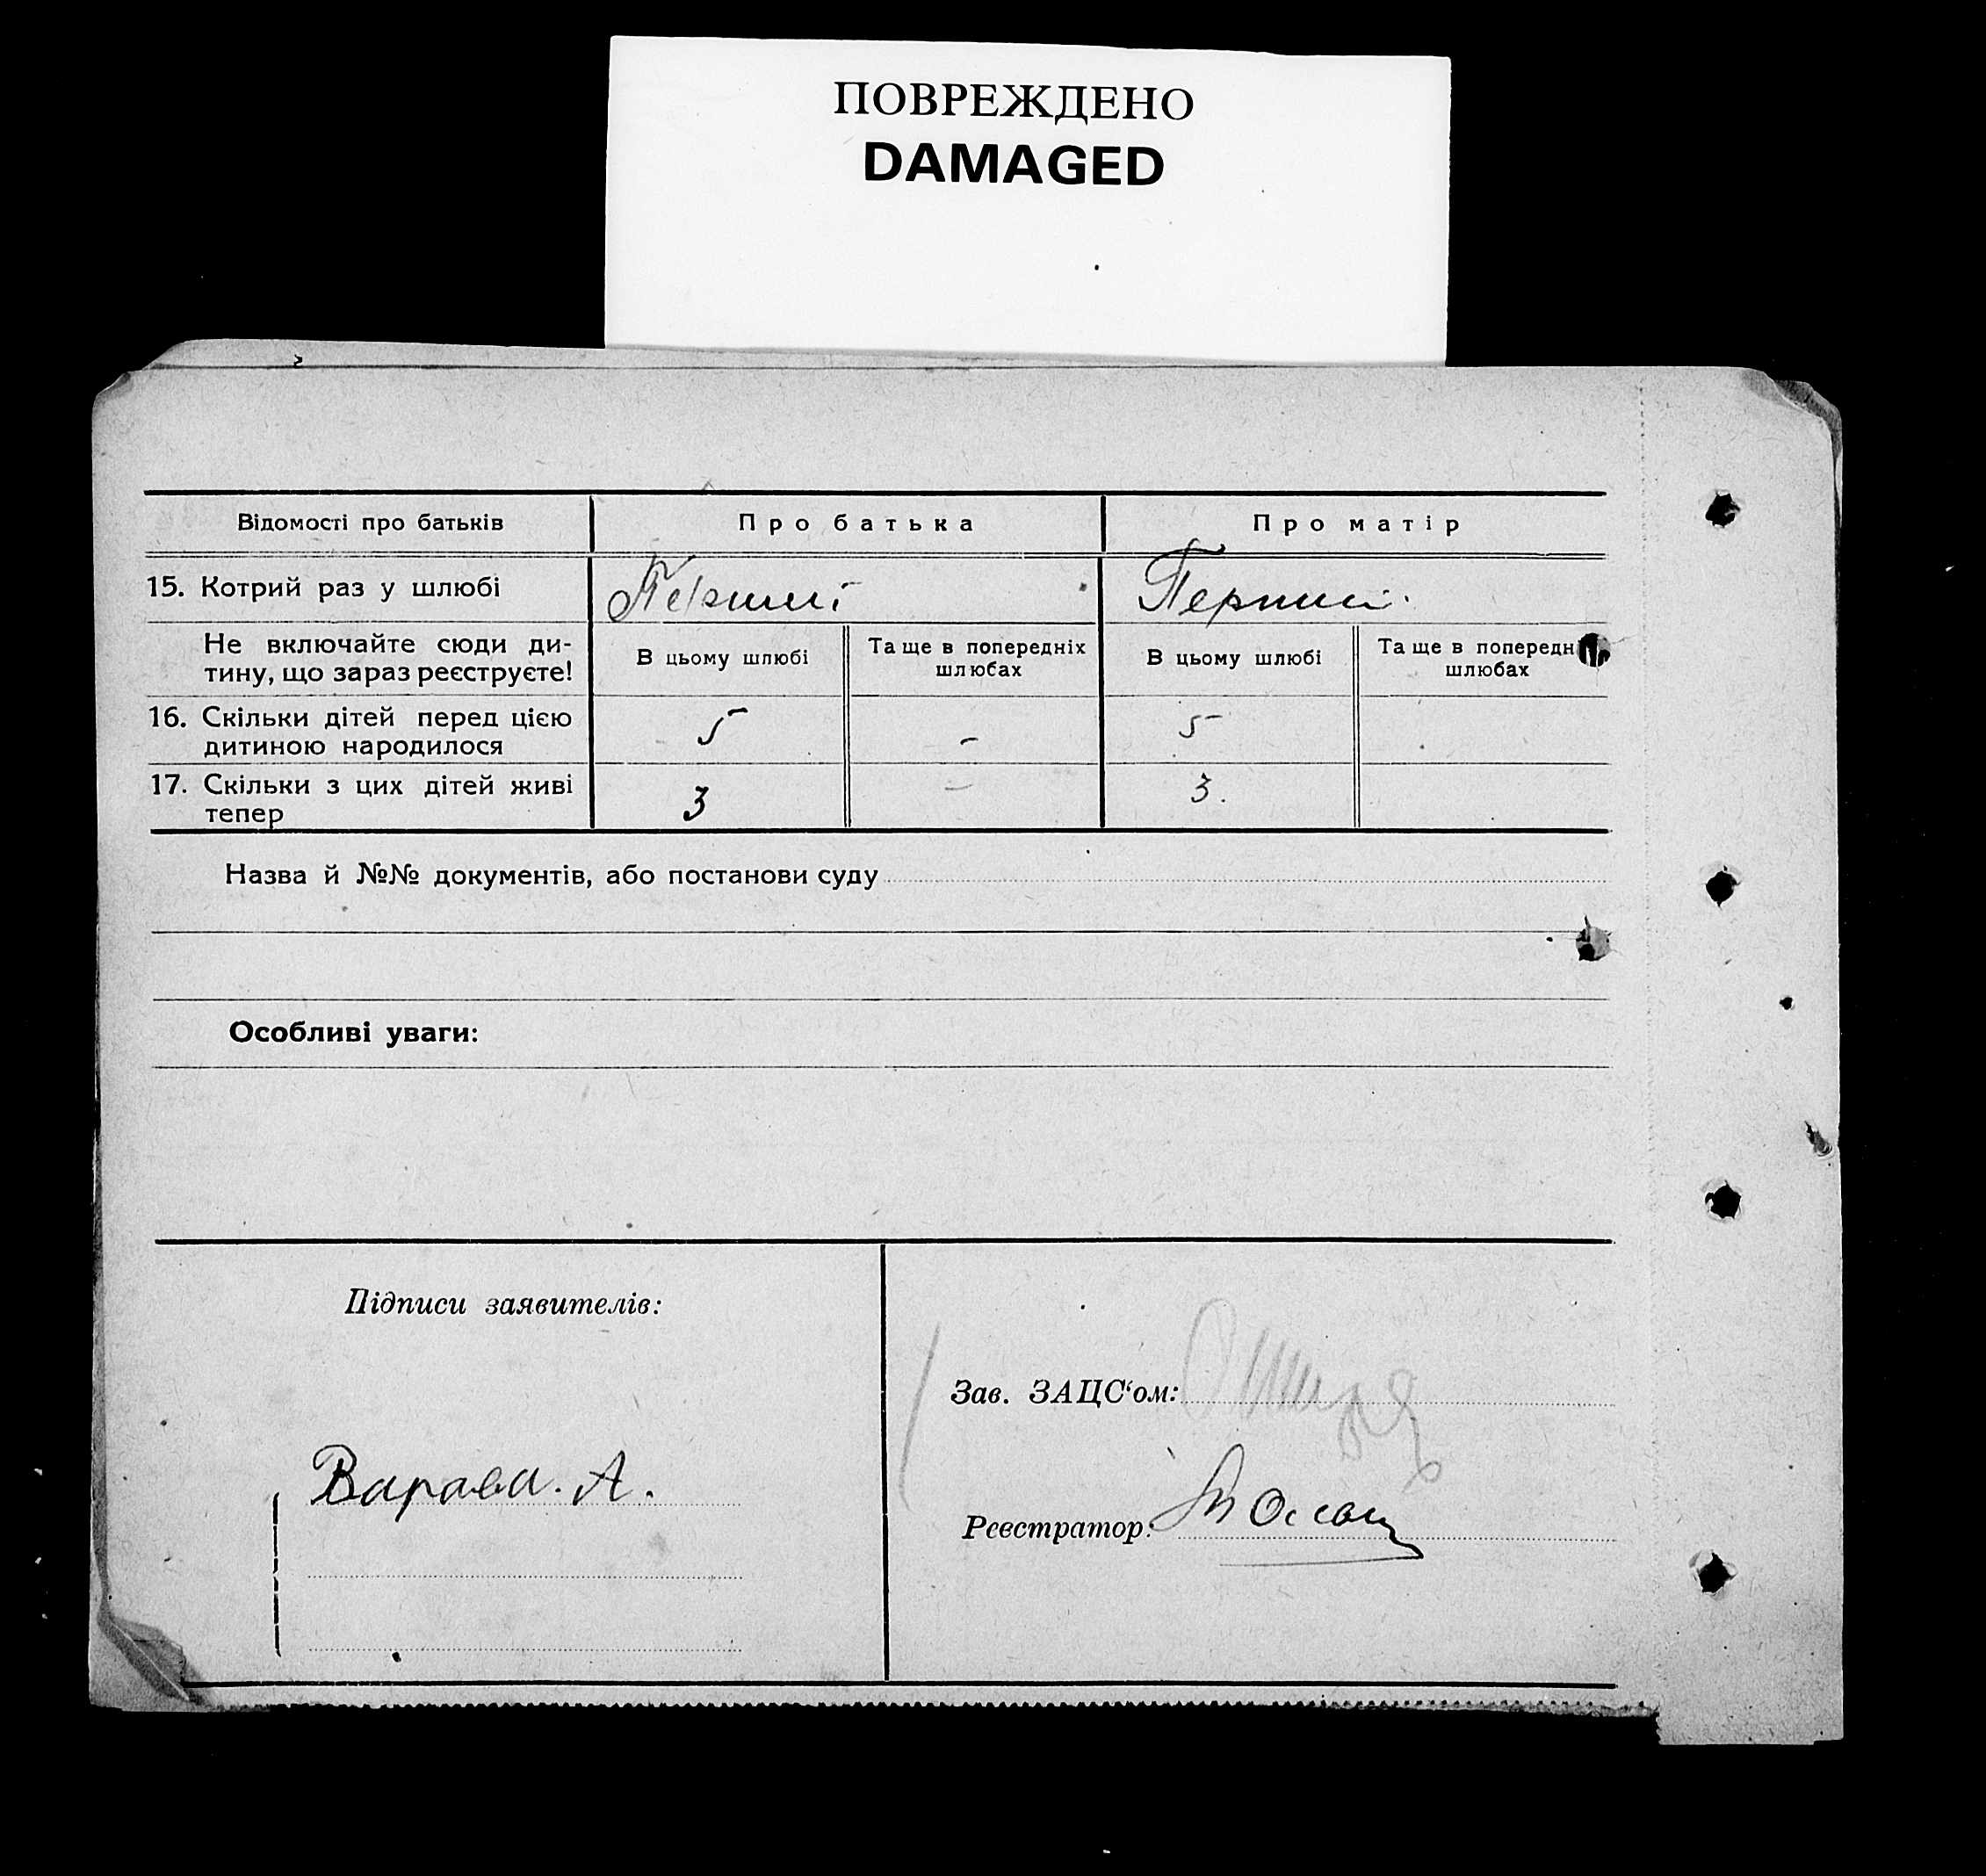 ПОВРЕЖДЕНО
DAMAGED
Відомості про батьків
Про батька
Про матір
15. Котрий раз у шлюбі
Перший
Перший.
Не включайте сюди ди-
тину, що зараз реєструєте!
В цьому шлюбі
Та ще в попередніх
шлюбах
В цьому шлюбі
Та ще в попередн
шлюбах
16. Скільки дітей перед цією
дитиною народилося
5
-
5
17. Скільки з цих дітей живі
тепер
3
-
3.
Назва й №№ документів, або постанови суду
Особливі уваги:
Підписи заявителів:
Зав. ЗАЦС‘ом:
Варава. А.
Реєстратор: